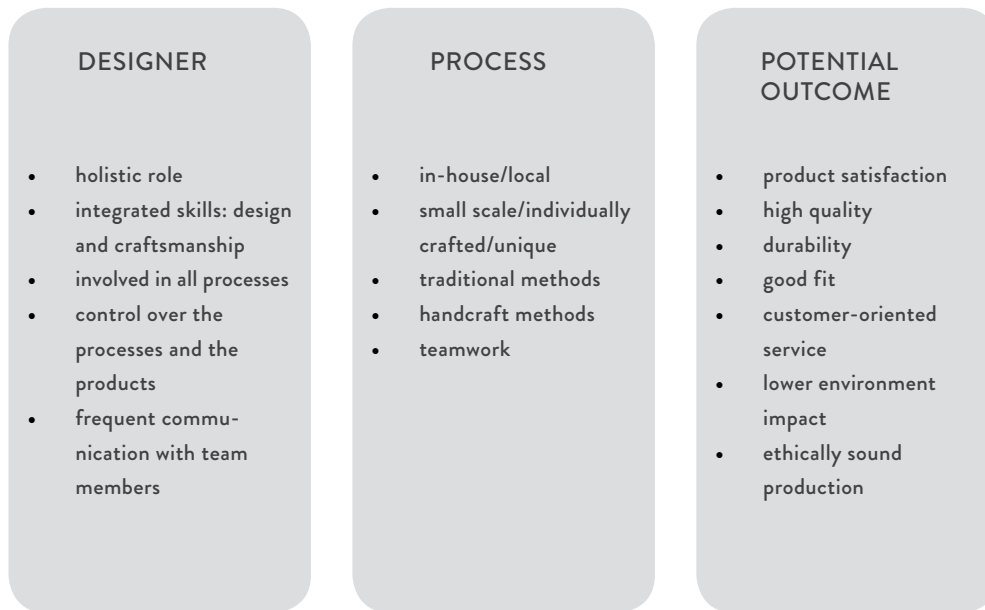 DESIGNER
• holistic role
• integrated skills: design
and craftsmanship
• involved in all processes
• control over the
processes and the
products
• frequent commu-
nication with team
members
PROCESS
• in-house/local
• small scale/individually
crafted/unique
• traditional methods
• handcraft methods
• teamwork
POTENTIAL
OUTCOME
• product satisfaction
• high quality
• durability
• good fit
• customer-oriented
service
• lower environment
impact
• ethically sound
production